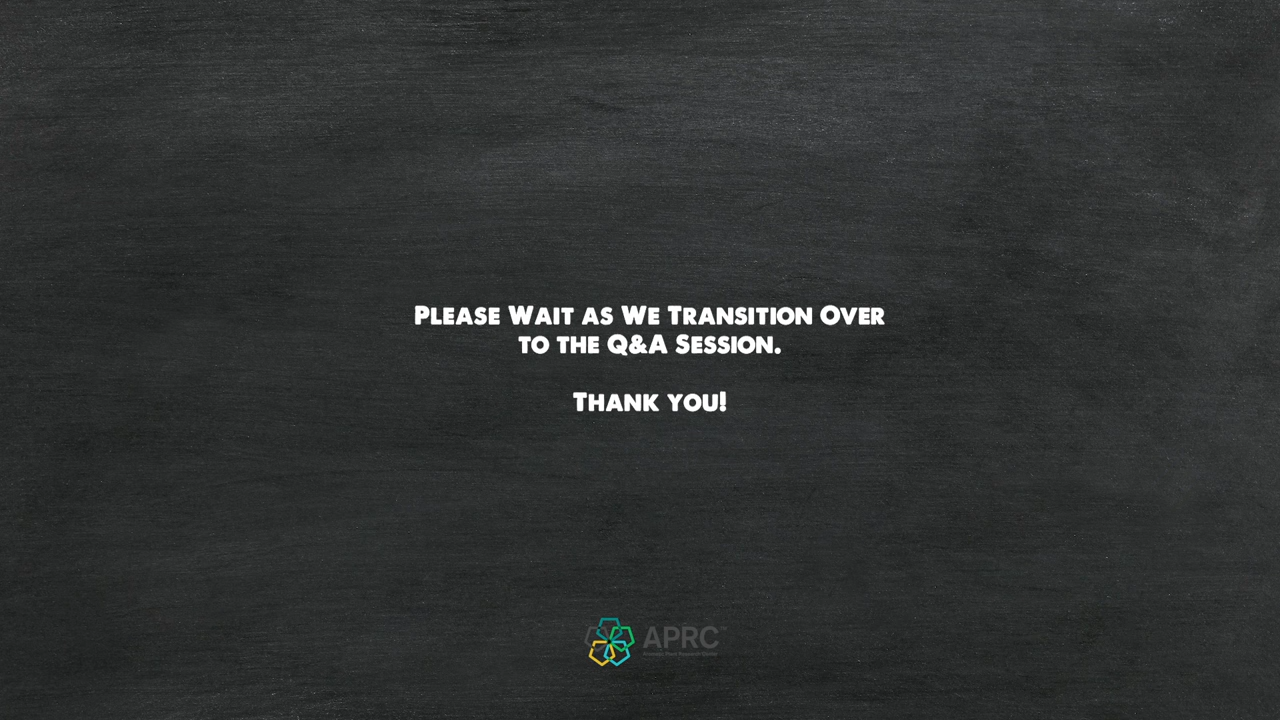 Please Wait as We Transition Over
to the Q&A Session.
Thank you!
APRC